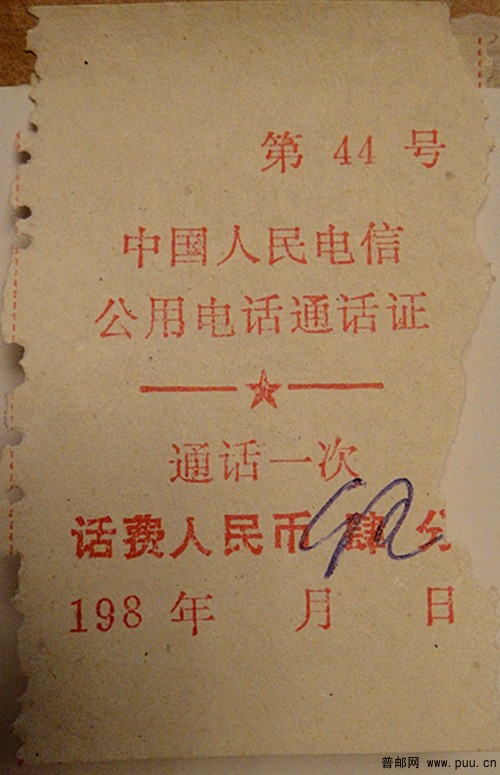 第 44 号
中国人民电信
公用电话通话证
通话一次
话费人民币肆分
198 年 月 日
普邮网 www.puu.cn